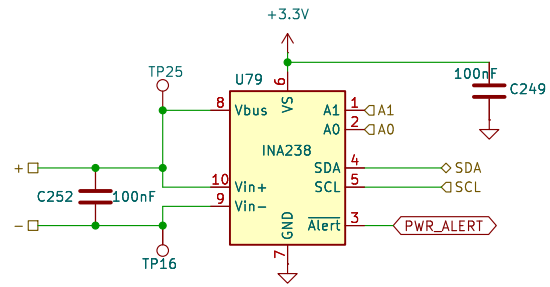 +3.3V
TP25
U79
100nF
C249
6
VS
8
Vbus
A1
1
A1
A0
2
A0
INA238
+
SDA
4
SDA
10
Vin+
SCL
5
SCL
C252
100nF
9
Vin-
−
GND
Alert
3
PWR_ALERT
7
TP16